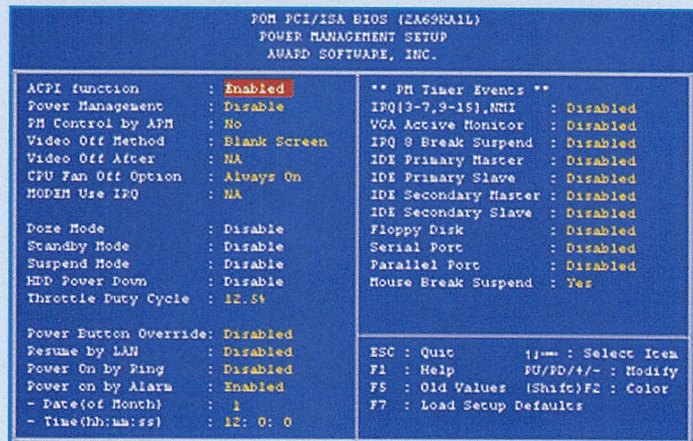 ROM PCI/ISA BIOS (2A69KA1L)
POWER MANAGEMENT SETUP
AWARD SOFTWARE, INC.
ACPI function : Enabled
Power Management : Disable
PM Control by APM : No
Video Off Method : Blank Screen
Video Off After : NA
CPU Fan Off Option : Always On
MODEM Use IRQ : NA
Doze Mode : Disable
Standby Mode : Disable
Suspend Mode : Disable
HDD Power Down : Disable
Throttle Duty Cycle : 12.5%
Power Button Override: Disabled
Resume by LAN : Disabled
Power On by Ring : Disabled
Power on by Alarm : Enabled
- Date(of Month) : 1
- Time(hh:mm:ss) : 12: 0: 0
** PM Timer Events **
IRQ[3-7,9-15],NMI : Disabled
VGA Active Monitor : Disabled
IRQ 8 Break Suspend : Disabled
IDE Primary Master : Disabled
IDE Primary Slave : Disabled
IDE Secondary Master : Disabled
IDE Secondary Slave : Disabled
Floppy Disk : Disabled
Serial Port : Disabled
Parallel Port : Disabled
Mouse Break Suspend : Yes
ESC : Quit ↑↓→← : Select Item
F1 : Help PU/PD/+/- : Modify
F5 : Old Values (Shift)F2 : Color
F7 : Load Setup Defaults